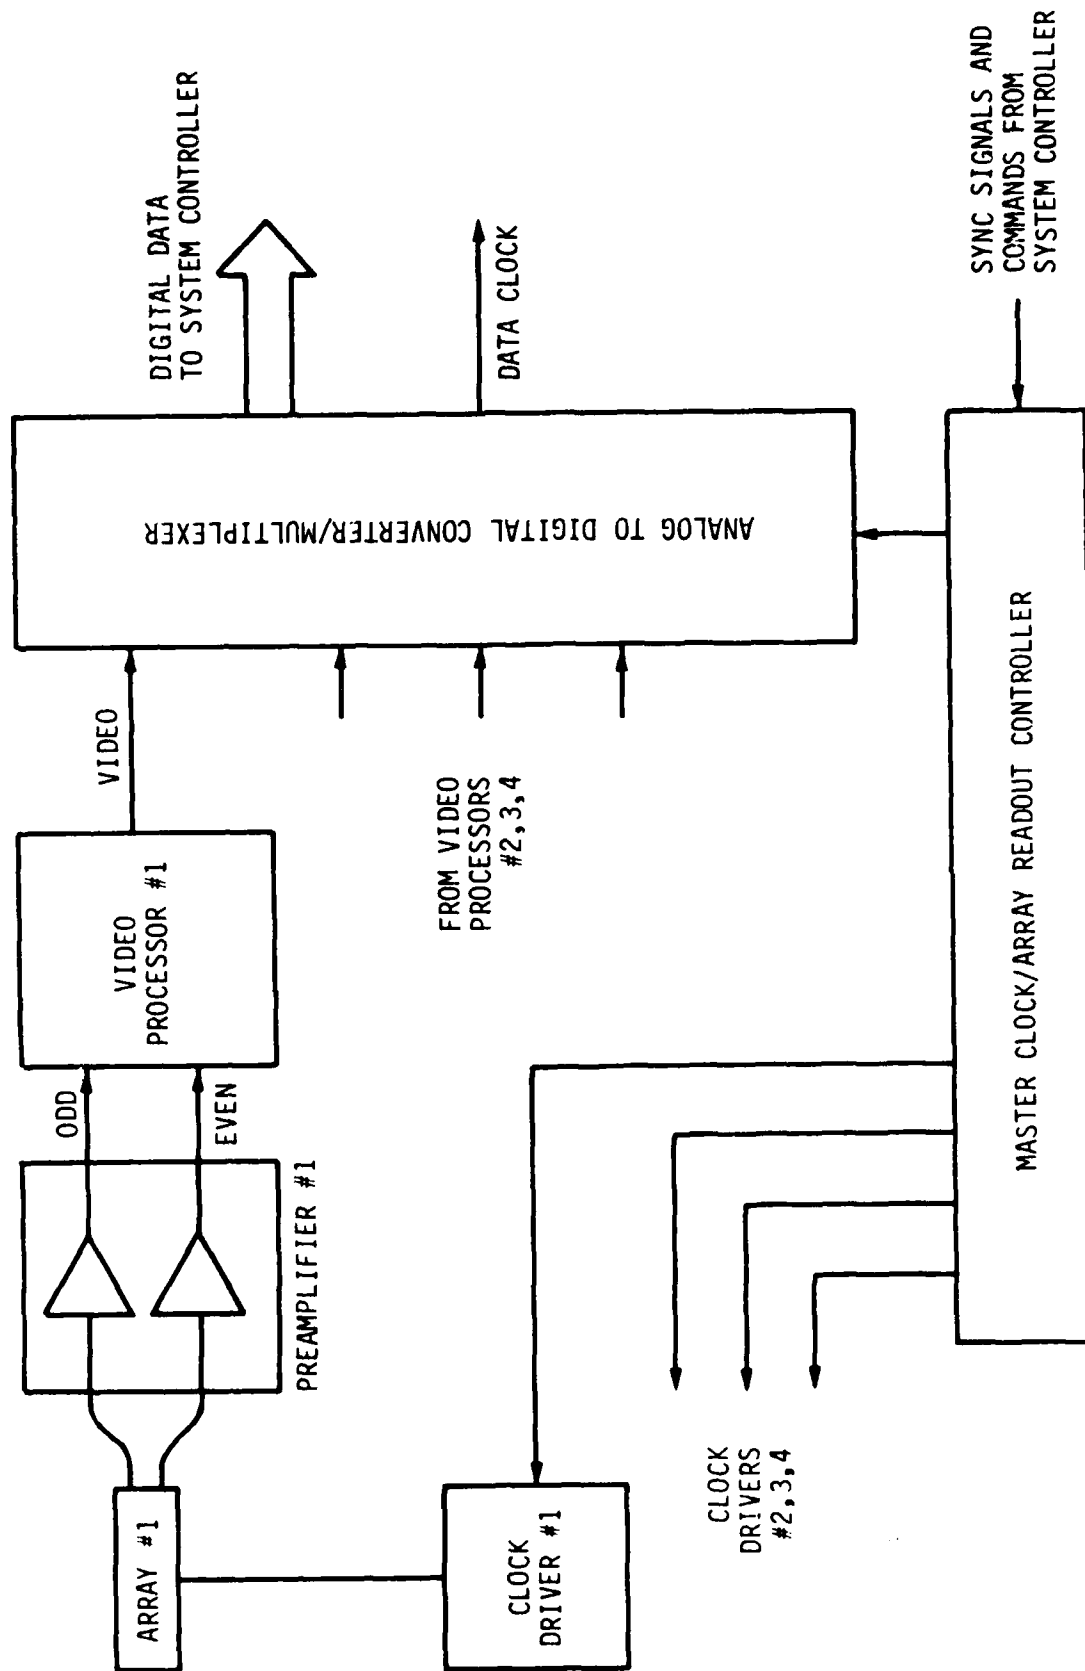 ARRAY #1
PREAMPLIFIER #1
ODD
EVEN
VIDEO
PROCESSOR #1
VIDEO
ANALOG TO DIGITAL CONVERTER/MULTIPLEXER
DIGITAL DATA
TO SYSTEM CONTROLLER
DATA CLOCK
FROM VIDEO
PROCESSORS
#2,3,4
CLOCK
DRIVER #1
CLOCK
DRIVERS
#2,3,4
MASTER CLOCK/ARRAY READOUT CONTROLLER
SYNC SIGNALS AND
COMMANDS FROM
SYSTEM CONTROLLER